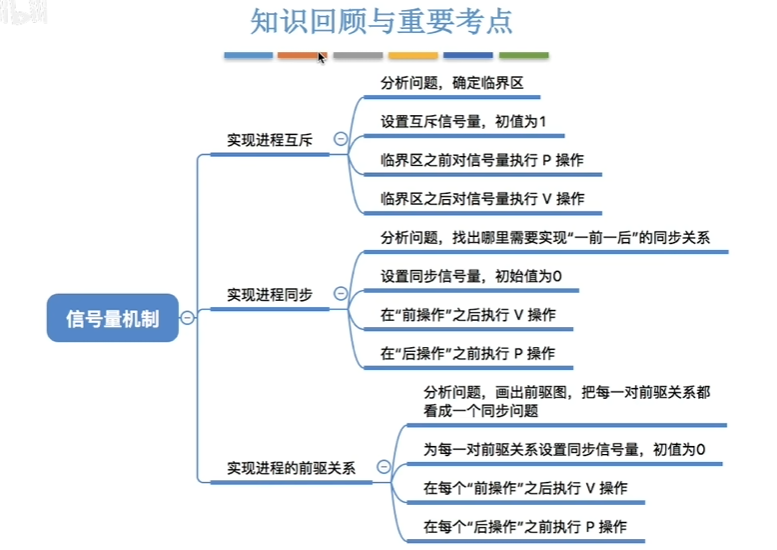 知识回顾与重要考点
分析问题，确定临界区
设置互斥信号量，初值为1
实现进程互斥
临界区之前对信号量执行 P 操作
临界区之后对信号量执行 V 操作
分析问题，找出哪里需要实现“一前一后”的同步关系
设置同步信号量，初始值为0
实现进程同步
信号量机制
在“前操作”之后执行 V 操作
在“后操作”之前执行 P 操作
分析问题，画出前驱图，把每一对前驱关系都
看成一个同步问题
为每一对前驱关系设置同步信号量，初值为0
实现进程的前驱关系
在每个“前操作”之后执行 V 操作
在每个“后操作”之前执行 P 操作